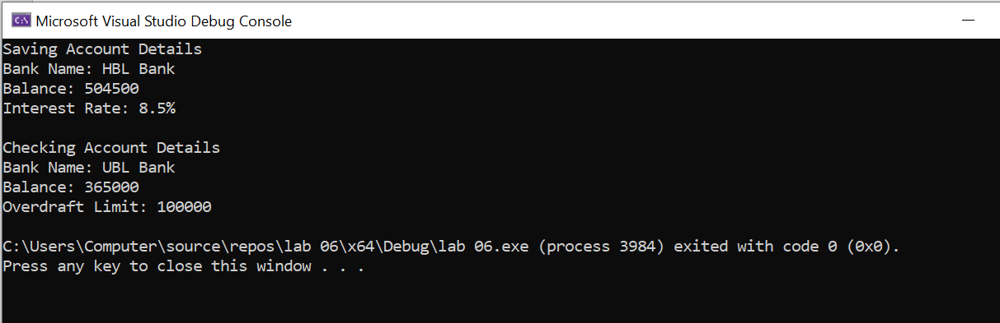 Microsoft Visual Studio Debug Console
Saving Account Details
Bank Name: HBL Bank
Balance: 504500
Interest Rate: 8.5%
Checking Account Details
Bank Name: UBL Bank
Balance: 365000
Overdraft Limit: 100000
C:\Users\Computer\source\repos\lab 06\x64\Debug\lab 06.exe (process 3984) exited with code 0 (0x0).
Press any key to close this window . . .